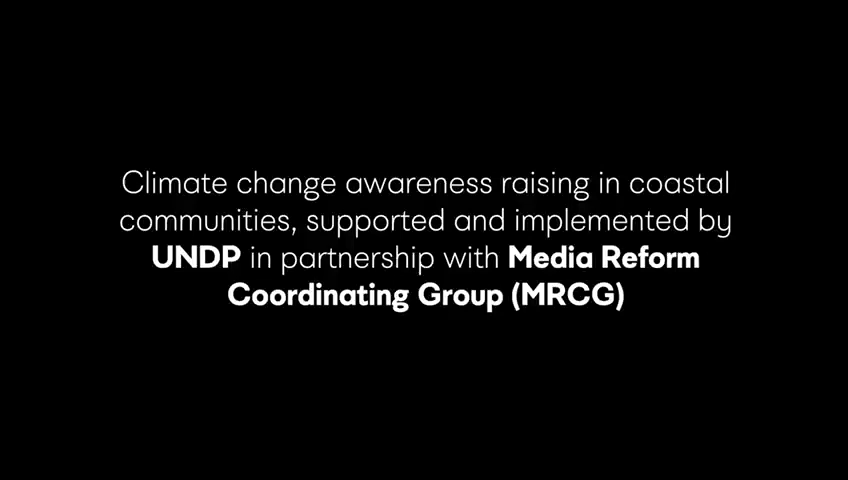 Climate change awareness raising in coastal
communities, supported and implemented by
UNDP in partnership with Media Reform
Coordinating Group (MRCG)